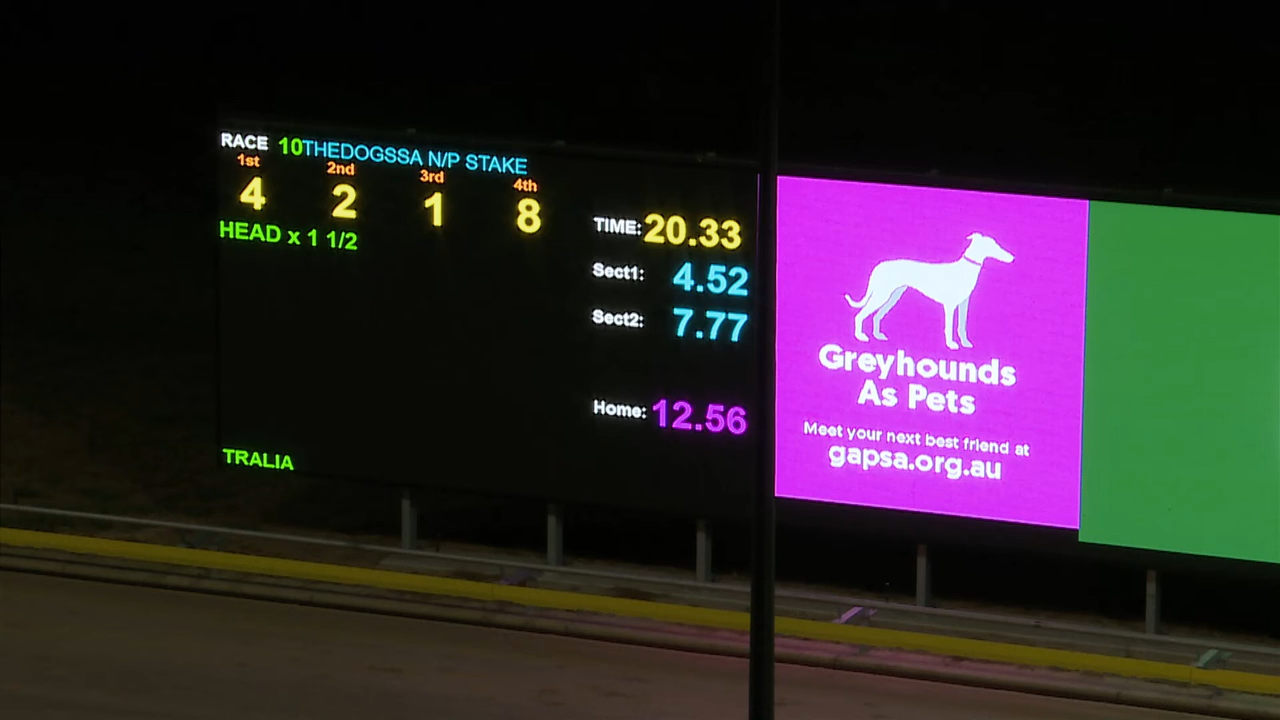 RACE 10THEDOGSSA N/P STAKE
1st 2nd 3rd 4th
4 2 1 8
HEAD x 1 1/2
TIME: 20.33
Sect1: 4.52
Sect2: 7.77
Home: 12.56
TRALIA
Greyhounds
As Pets
Meet your next best friend at
gapsa.org.au